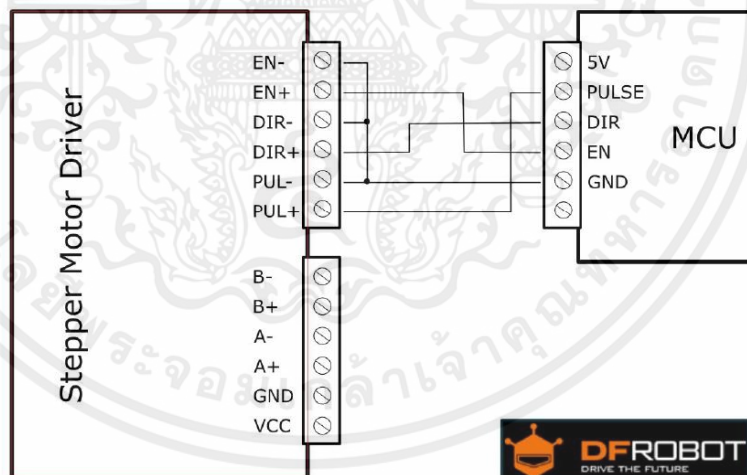 Stepper Motor Driver
EN-
EN+
DIR-
DIR+
PUL-
PUL+
B-
B+
A-
A+
GND
VCC
5V
PULSE
DIR
EN
GND
MCU
DFROBOT
DRIVE THE FUTURE